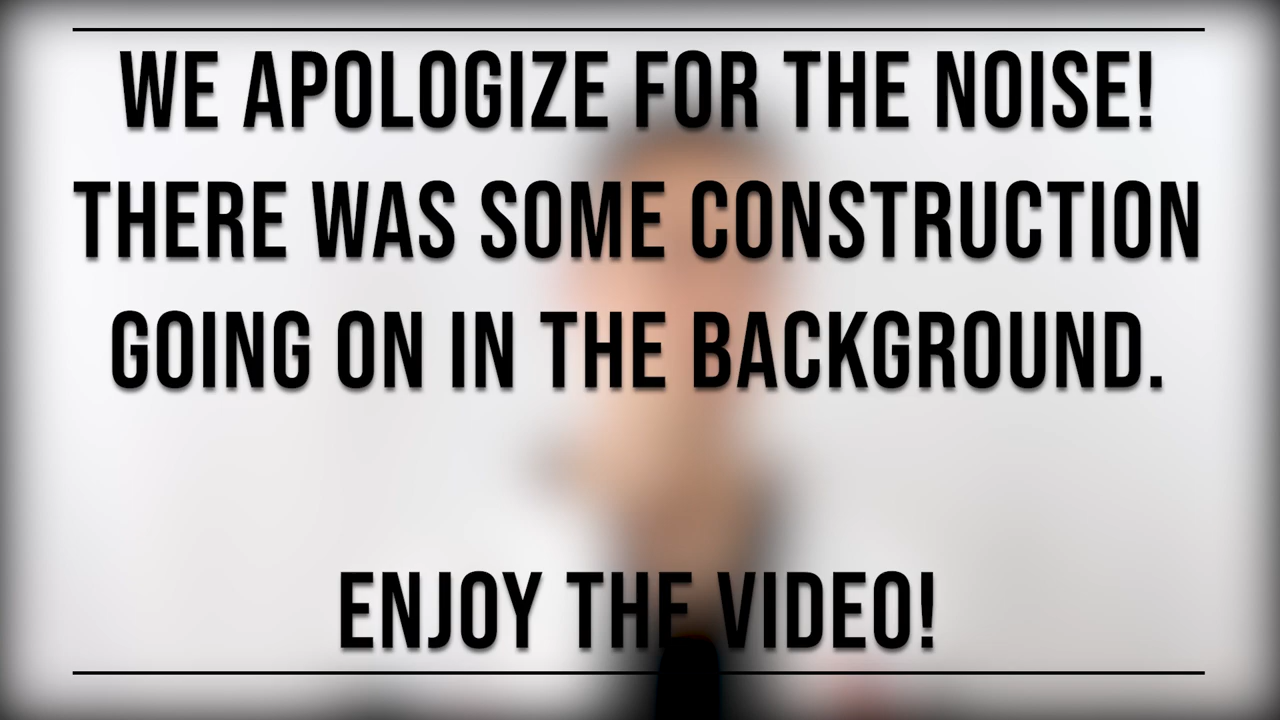 WE APOLOGIZE FOR THE NOISE!
THERE WAS SOME CONSTRUCTION
GOING ON IN THE BACKGROUND.
ENJOY THE VIDEO!